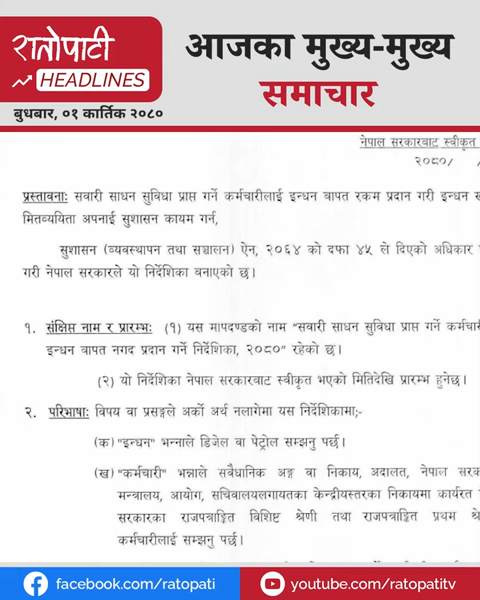 रातोपाटी
HEADLINES
बुधबार, ०१ कार्तिक २०८०
आजका मुख्य-मुख्य
समाचार
नेपाल सरकारबाट स्वीकृत
२०८०/ /
प्रस्तावनाः सवारी साधन सुविधा प्राप्त गर्ने कर्मचारीलाई इन्धन वापत रकम प्रदान गरी इन्धन
मितव्ययिता अपनाई सुशासन कायम गर्न,
सुशासन (व्यवस्थापन तथा सञ्चालन) ऐन, २०६४ को दफा ४५ ले दिएको अधिकार
गरी नेपाल सरकारले यो निर्देशिका बनाएको छ।
१. संक्षिप्त नाम र प्रारम्भः (१) यस मापदण्डको नाम "सवारी साधन सुविधा प्राप्त गर्ने कर्मचा
इन्धन वापत नगद प्रदान गर्ने निर्देशिका, २०८०" रहेको छ।
(२) यो निर्देशिका नेपाल सरकारबाट स्वीकृत भएको मितिदेखि प्रारम्भ हुनेछ।
२. परिभाषाः विषय वा प्रसङ्गले अर्को अर्थ नलागेमा यस निर्देशिकामा;-
(क) "इन्धन" भन्नाले डिजेल वा पेट्रोल सम्झनु पर्छ।
(ख) "कर्मचारी" भन्नाले सवैधानिक अङ्ग वा निकाय, अदालत, नेपाल सरक
मन्त्रालय, आयोग, सचिवालयलगायतका केन्द्रीयस्तरका निकायमा कार्यरत
सरकारका राजपत्राङ्कित विशिष्ट श्रेणी तथा राजपत्राङ्कित प्रथम श्रे
कर्मचारीलाई सम्झनु पर्छ।
facebook.com/ratopati
youtube.com/ratopatitv